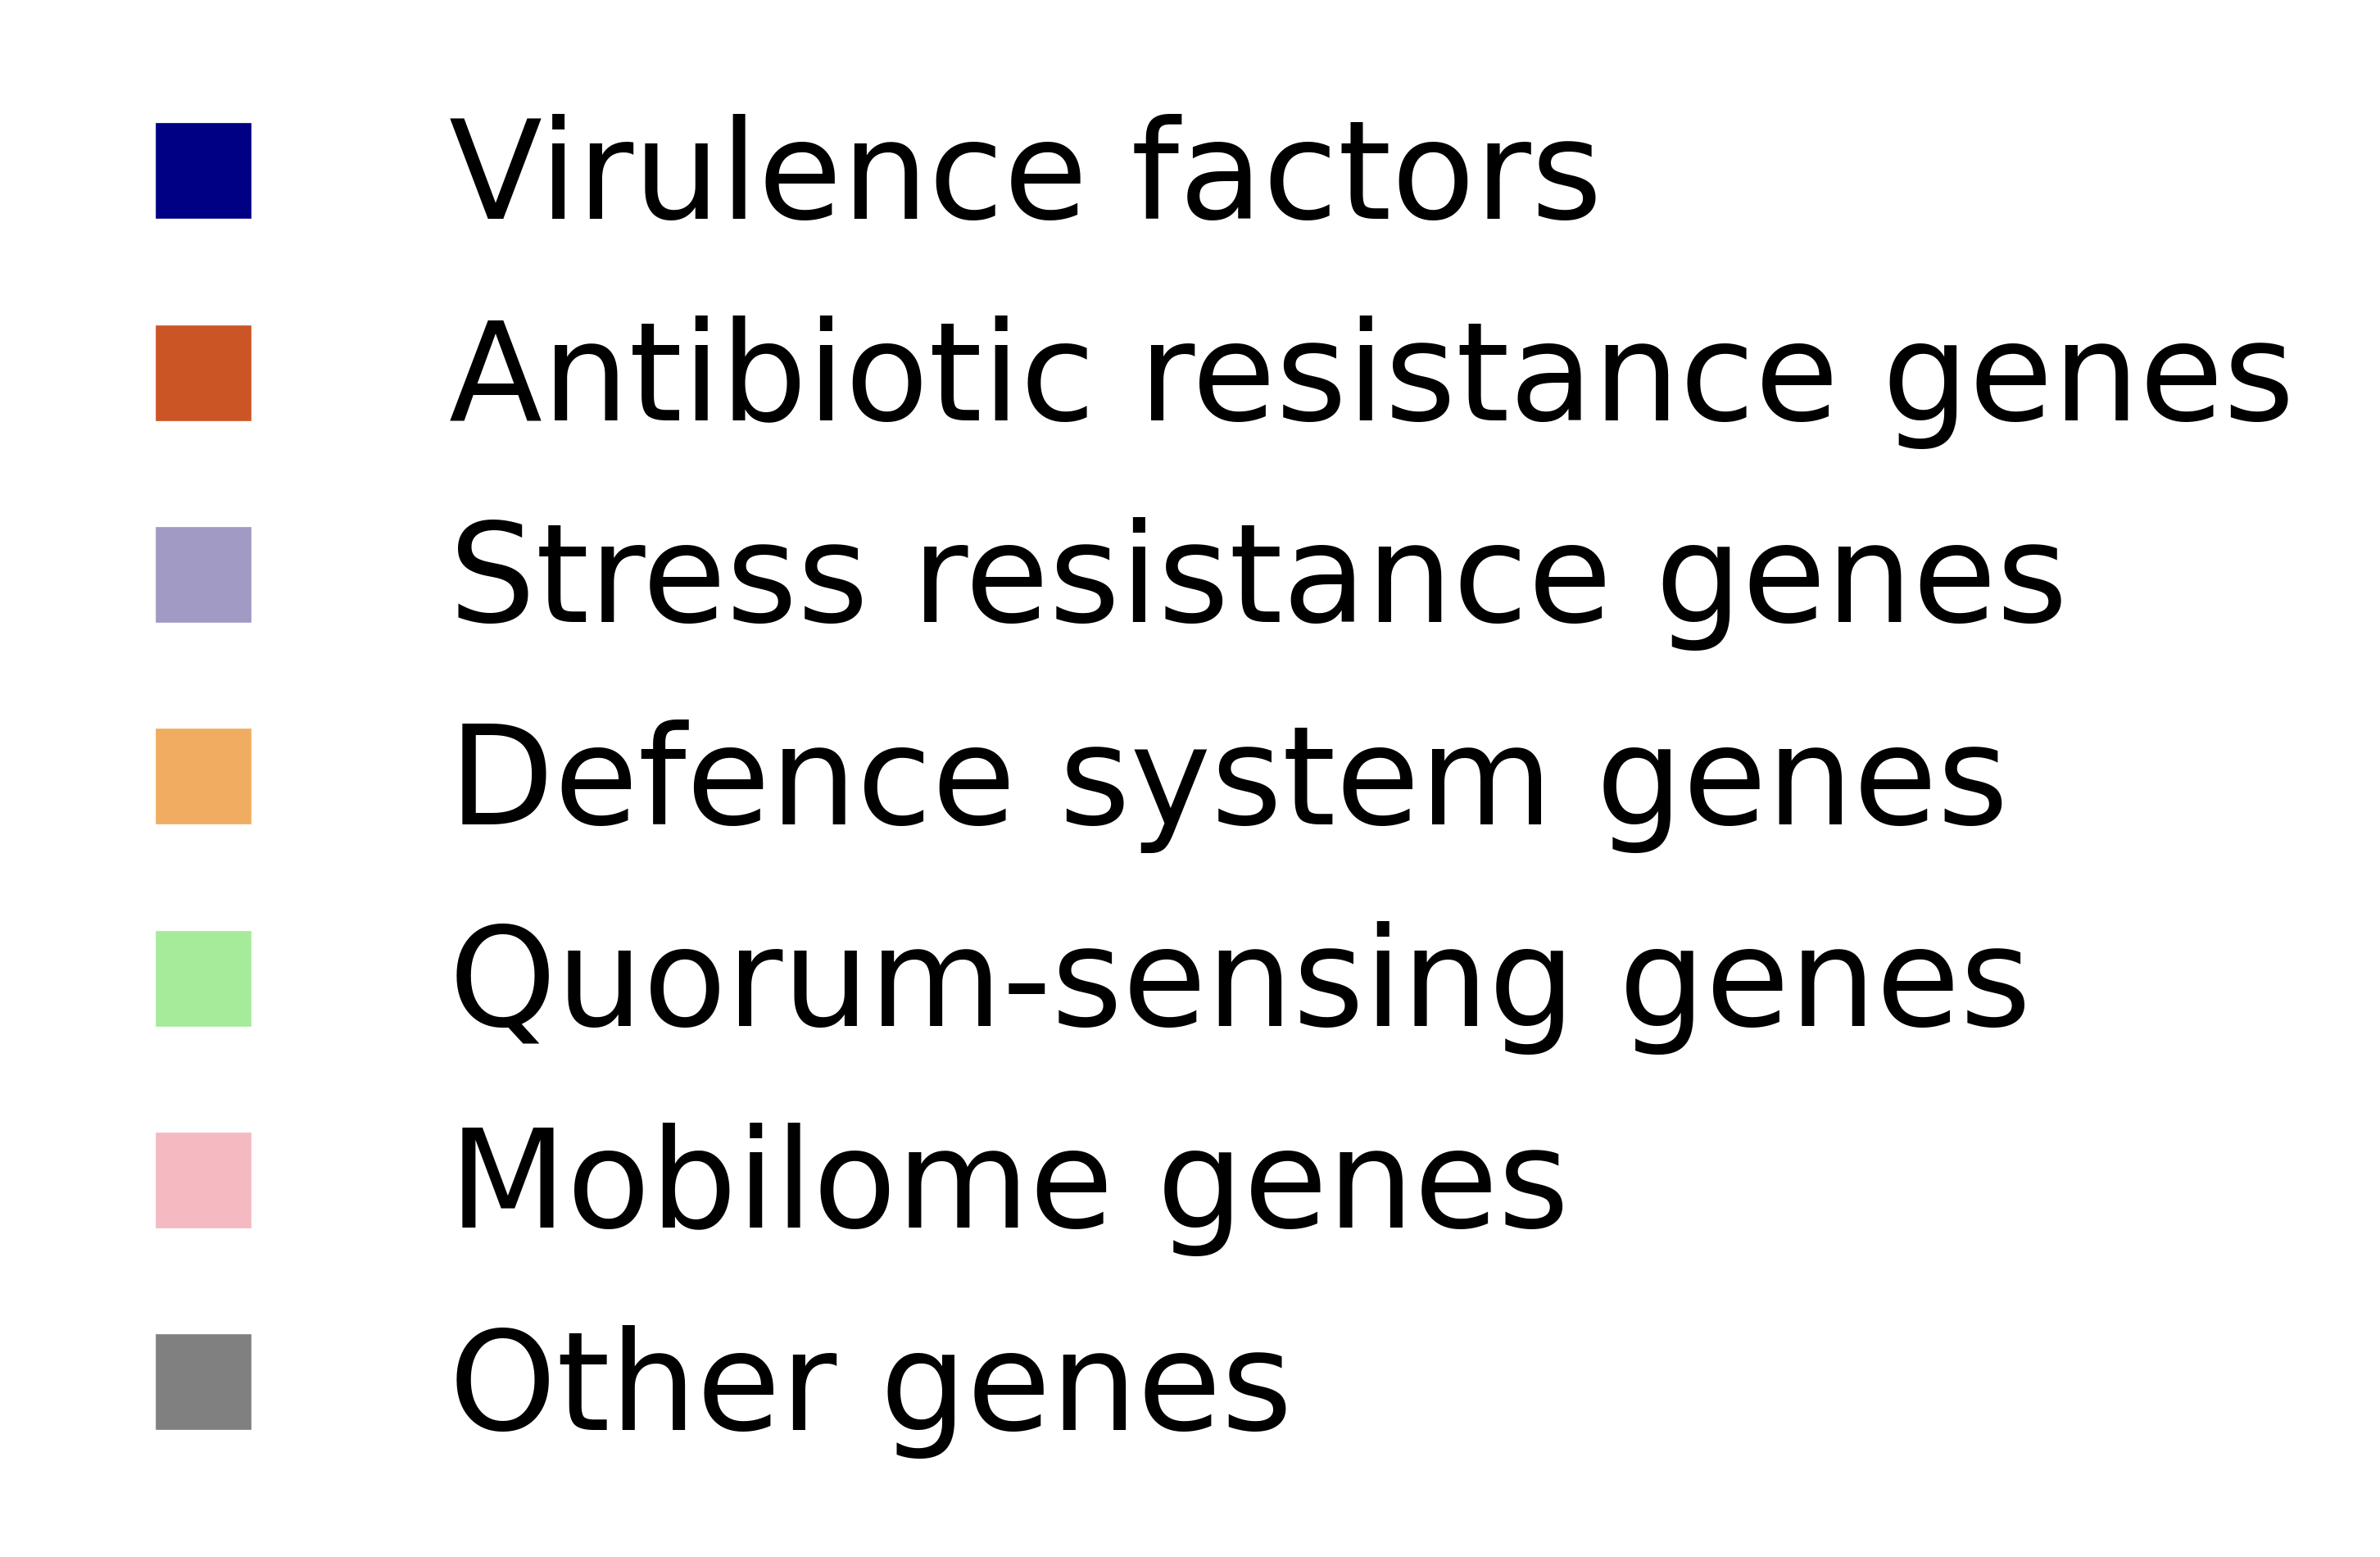 Virulence factors
Antibiotic resistance genes
Stress resistance genes
Defence system genes
Quorum-sensing genes
Mobilome genes
Other genes